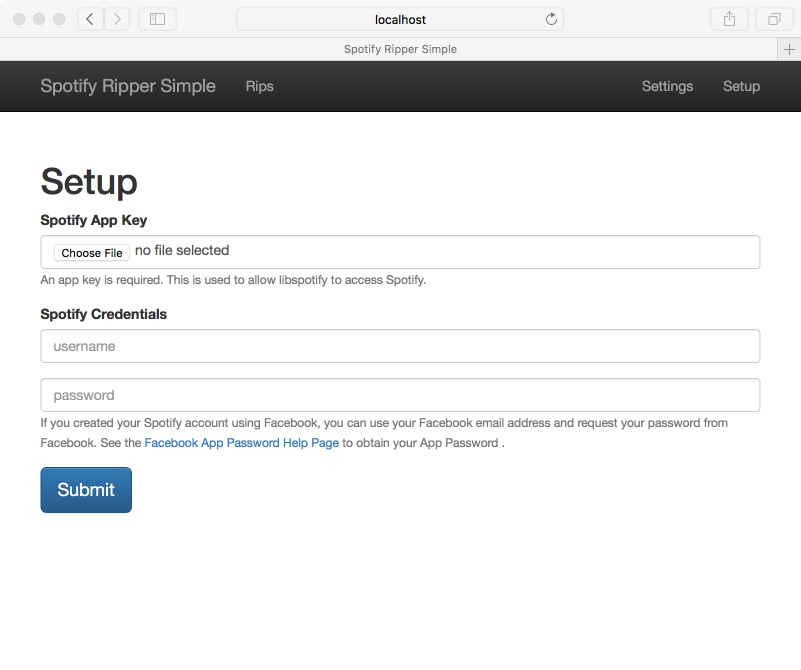 localhost
Spotify Ripper Simple
Spotify Ripper Simple Rips Settings Setup
Setup
Spotify App Key
Choose File no file selected
An app key is required. This is used to allow libspotify to access Spotify.
Spotify Credentials
username
password
If you created your Spotify account using Facebook, you can use your Facebook email address and request your password from
Facebook. See the Facebook App Password Help Page to obtain your App Password .
Submit